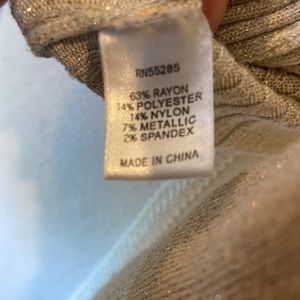 RN55285
63% RAYON
14% POLYESTER
14% NYLON
7% METALLIC
2% SPANDEX
MADE IN CHINA